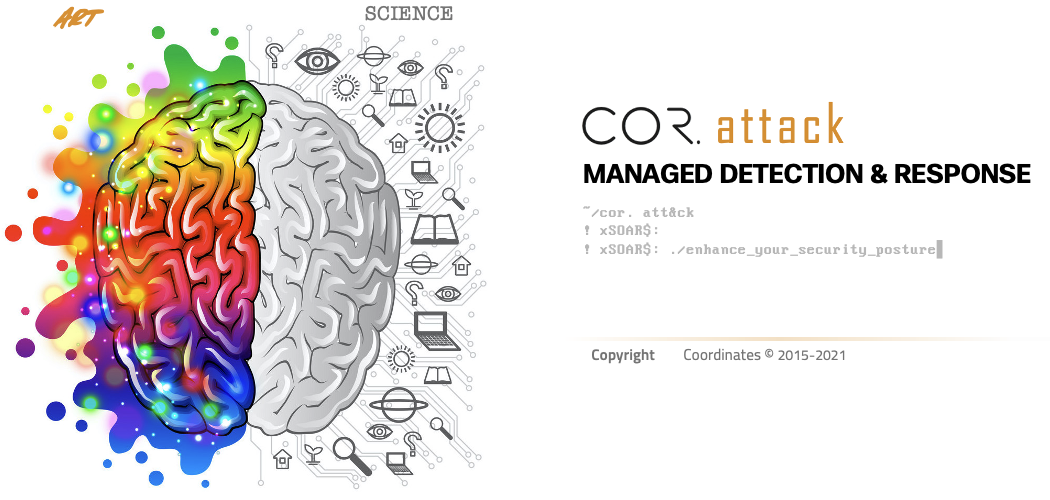 ART
SCIENCE
COR. attack
MANAGED DETECTION & RESPONSE
~/cor. att&ck
! xSOAR$:
! xSOAR$: ./enhance_your_security_posture
Copyright Coordinates © 2015-2021